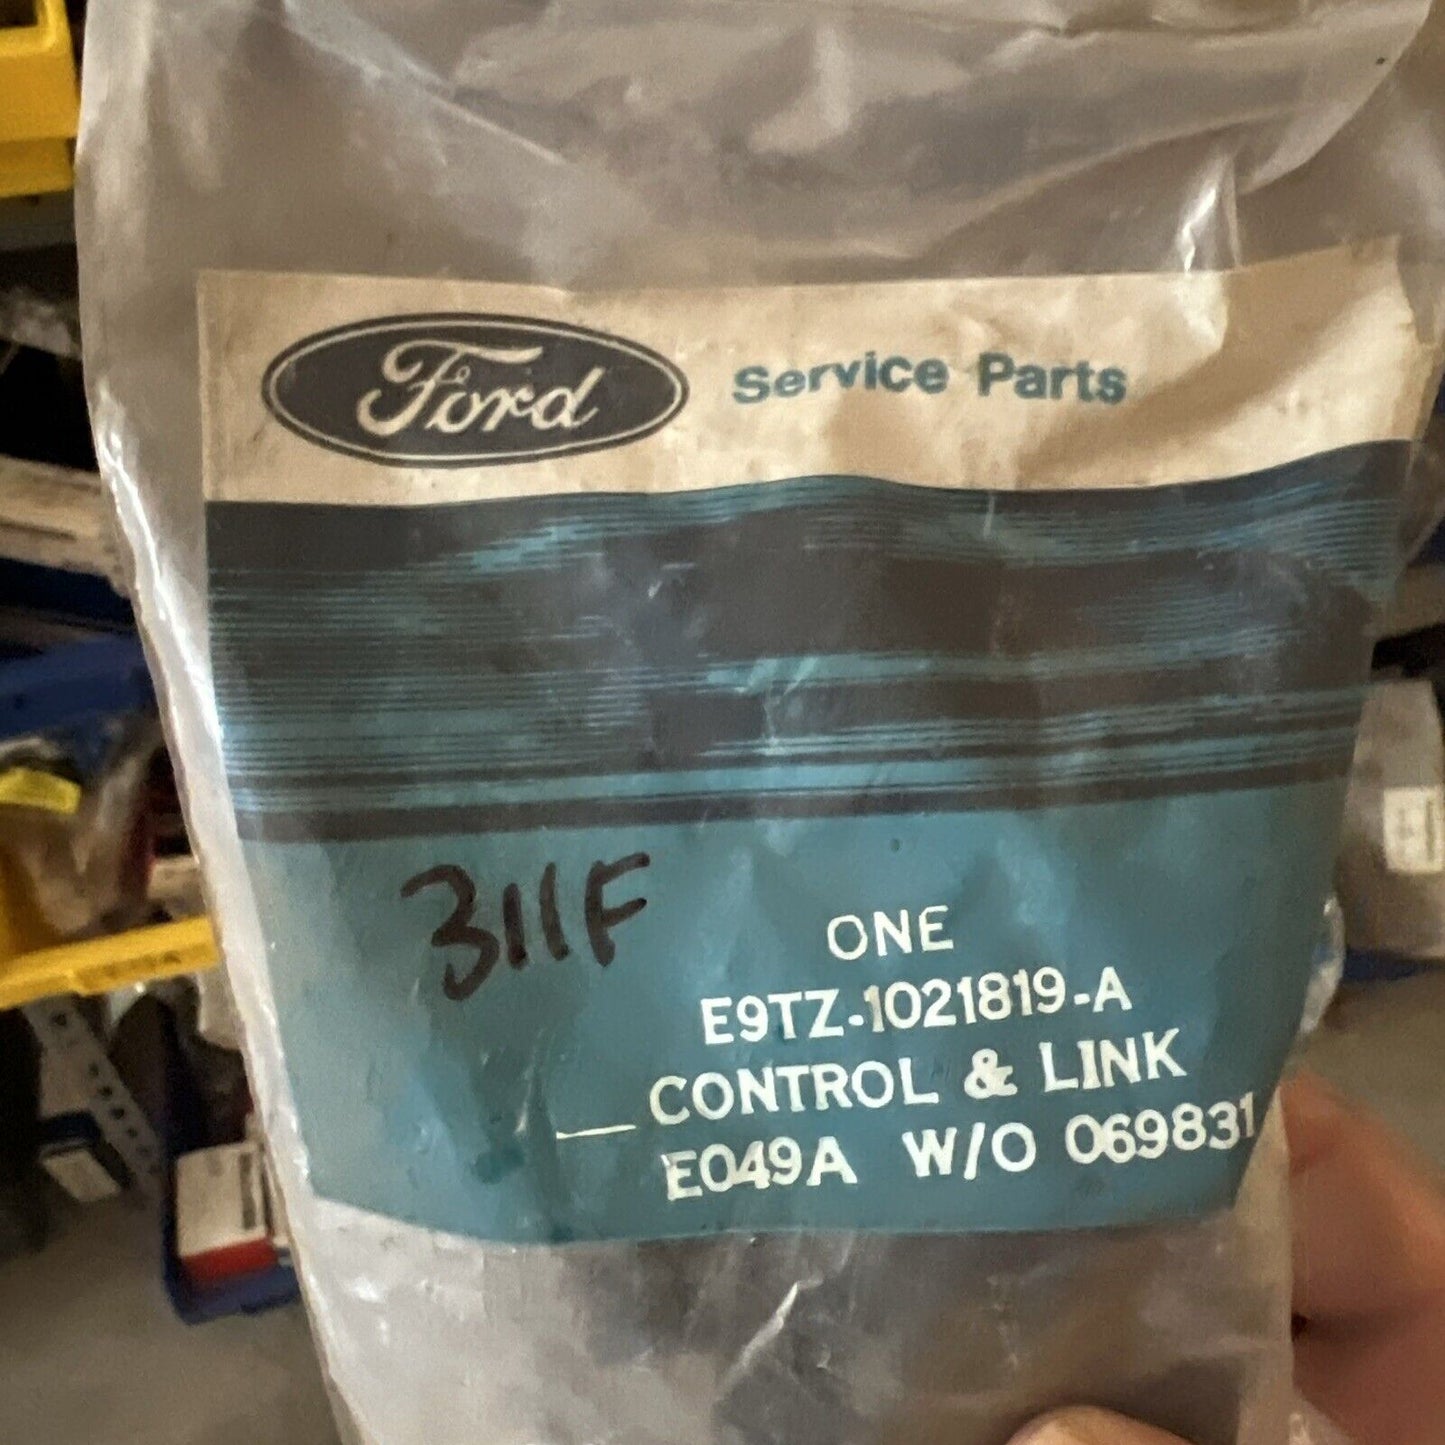 Ford Service Parts
311F
ONE
E9TZ-1021819-A
CONTROL & LINK
E049A W/O 069831